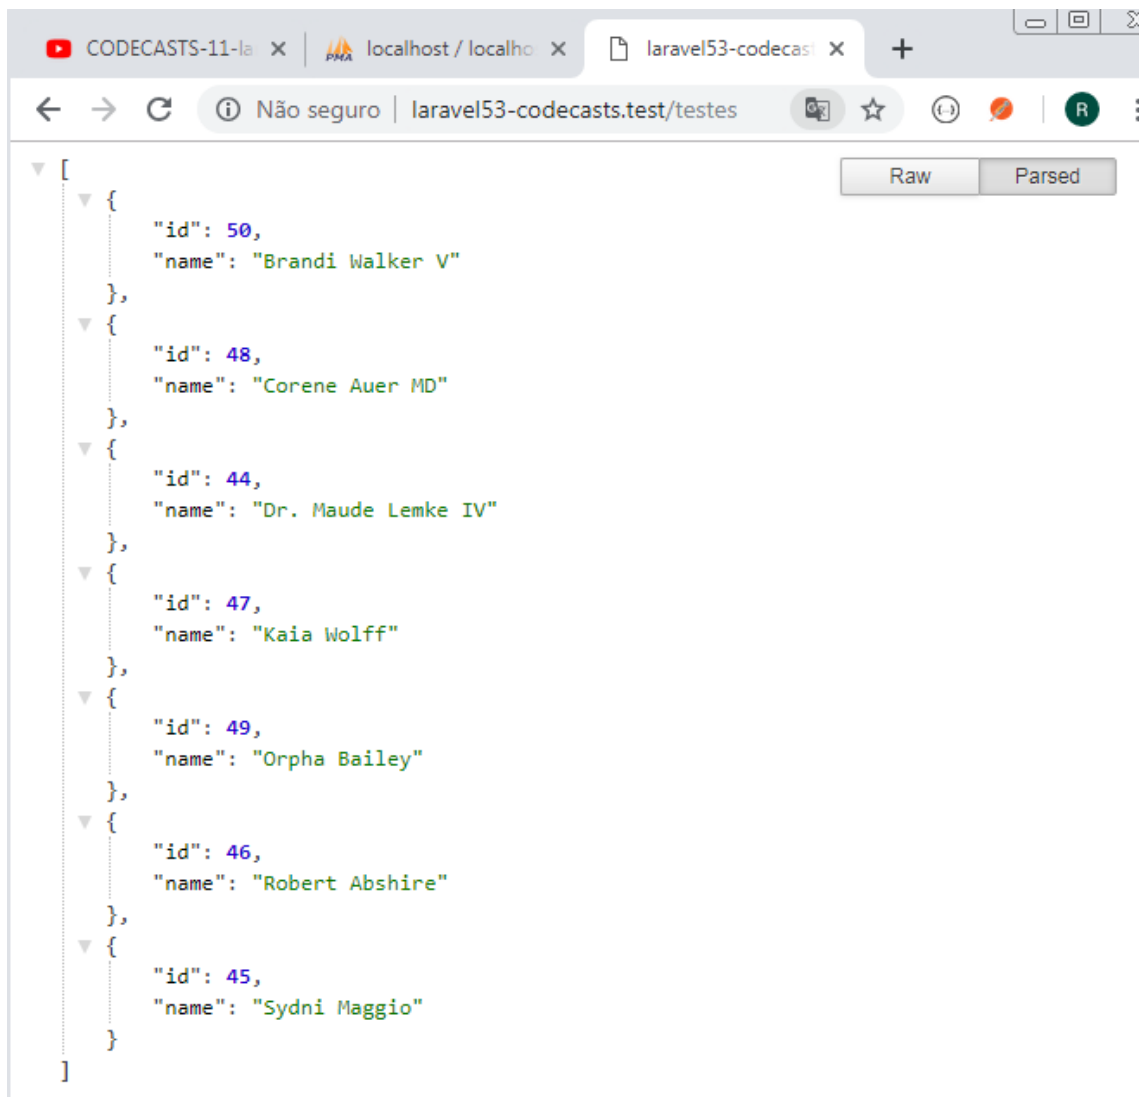 CODECASTS-11-la
localhost / localho
laravel53-codecast
Não seguro | laravel53-codecasts.test/testes
R
Raw
Parsed
[
{
"id": 50,
"name": "Brandi Walker V"
},
{
"id": 48,
"name": "Corene Auer MD"
},
{
"id": 44,
"name": "Dr. Maude Lemke IV"
},
{
"id": 47,
"name": "Kaia Wolff"
},
{
"id": 49,
"name": "Orpha Bailey"
},
{
"id": 46,
"name": "Robert Abshire"
},
{
"id": 45,
"name": "Sydni Maggio"
}
]